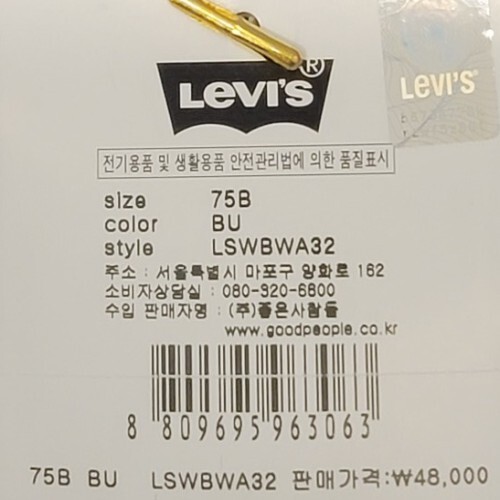 LEVI'S®
LEVI'S®
전기용품 및 생활용품 안전관리법에 의한 품질표시
size 75B
color BU
style LSWBWA32
주소 : 서울특별시 마포구 양화로 162
소비자상담실 : 080-320-6800
수입 판매자명 : (주)좋은사람들
www.goodpeople.co.kr
8 809695 963063
75B BU LSWBWA32 판매가격:₩48,000